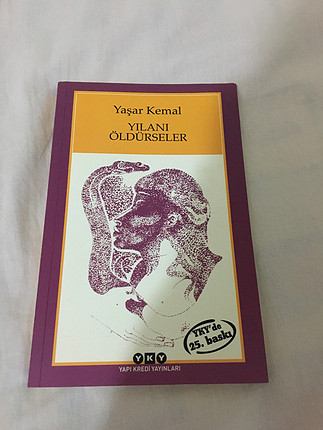 Yaşar Kemal
YILANI
ÖLDÜRSELER
YKY'de
25. baskı
YKY
YAPI KREDİ YAYINLARI